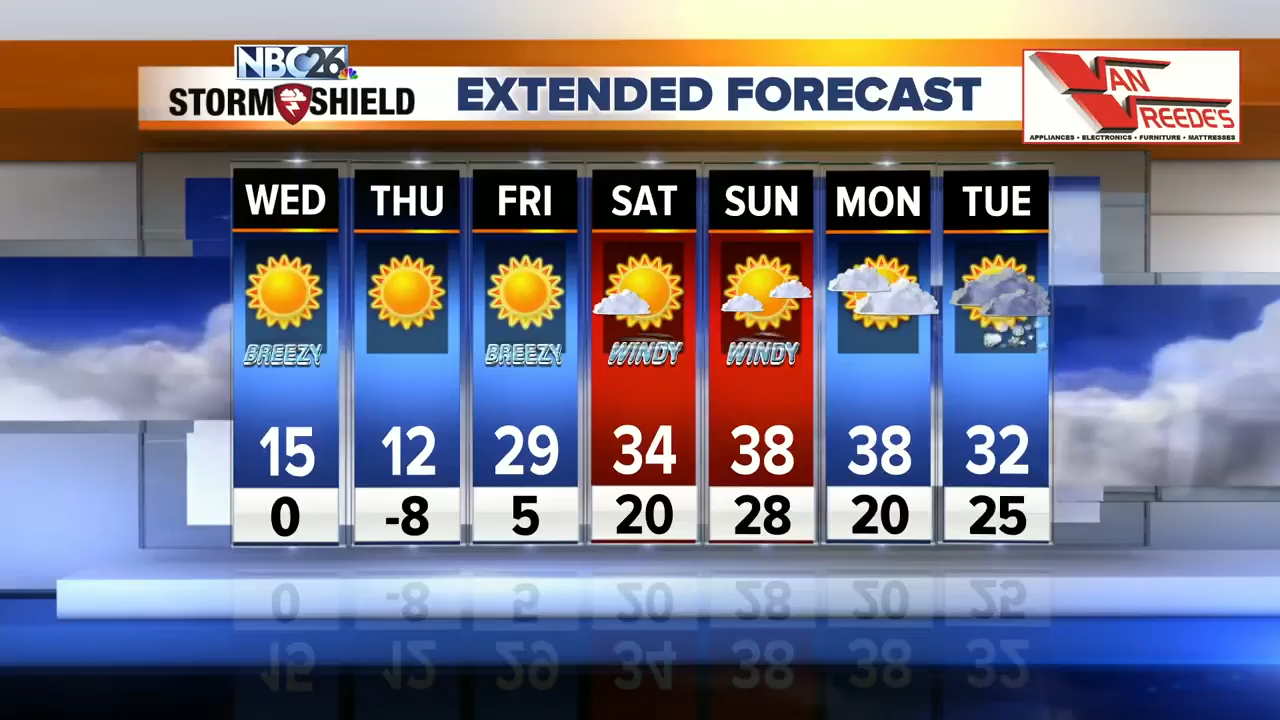 NBC26
STORM SHIELD
EXTENDED FORECAST
VAN
VREEDE'S
APPLIANCES • ELECTRONICS • FURNITURE • MATTRESSES
WED THU FRI SAT SUN MON TUE
BREEZY BREEZY WINDY WINDY
15 12 29 34 38 38 32
0 -8 5 20 28 20 25